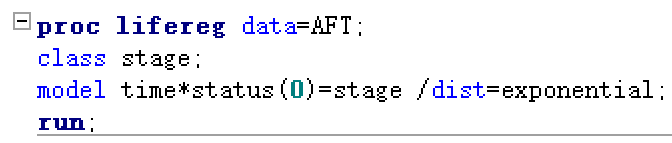 proc lifereg data=AFT;
class stage;
model time*status(0)=stage /dist=exponential;
run;